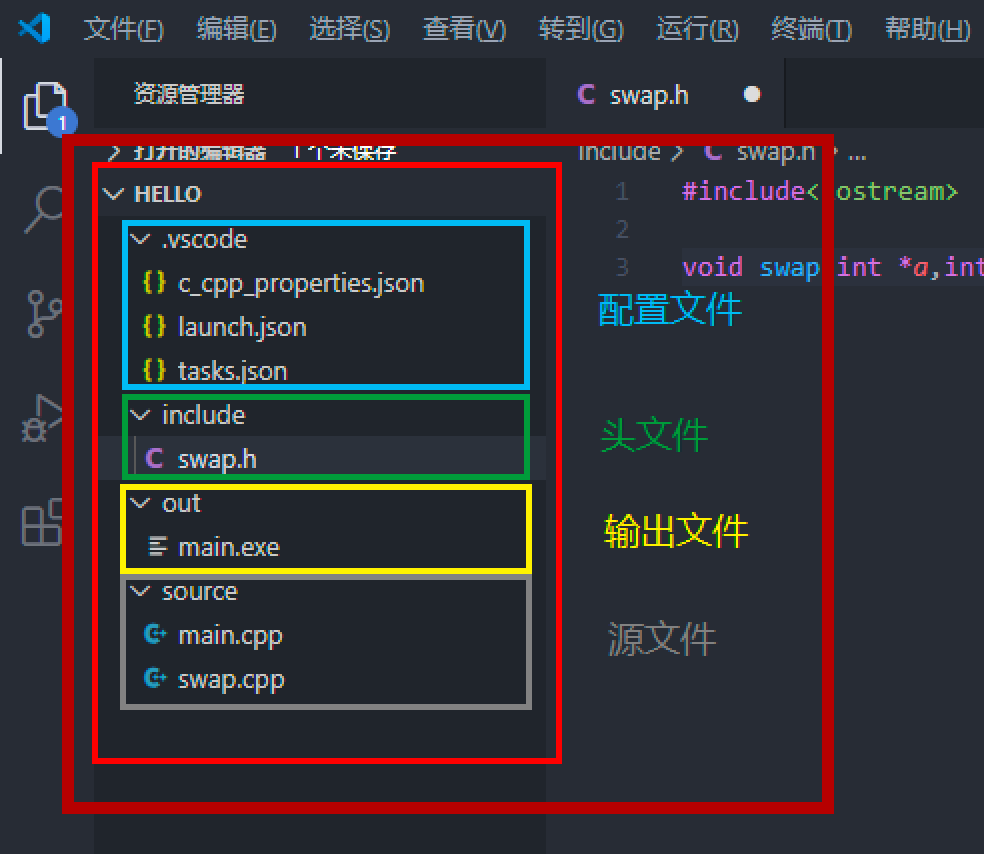 文件(F) 编辑(E) 选择(S) 查看(V) 转到(G) 运行(R) 终端(T) 帮助(H)
资源管理器
1
打开的编辑器 1 个未保存
HELLO
.vscode
{} c_cpp_properties.json
{} launch.json
{} tasks.json
include
C swap.h
out
main.exe
source
C+ main.cpp
C+ swap.cpp
C swap.h
include > C swap.h > ...
1 #include<iostream>
2
3 void swap(int *a,int
配置文件
头文件
输出文件
源文件